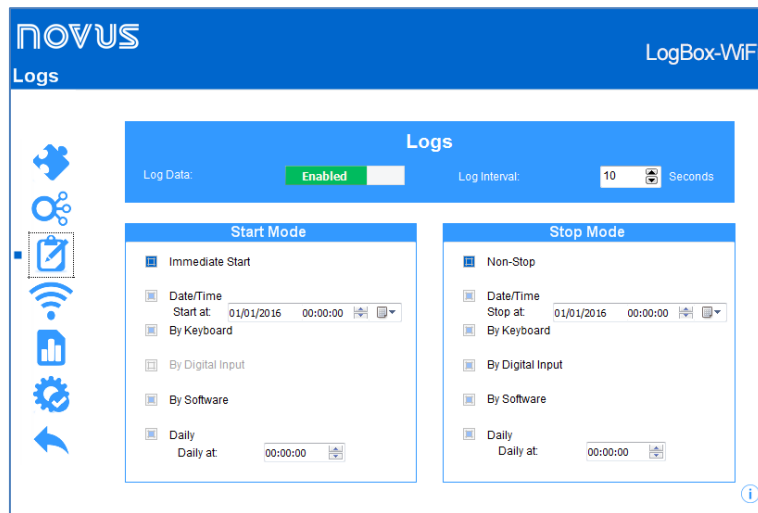 NOVUS
LogBox-WiFi
Logs
Logs
Log Data: Enabled Log Interval: 10 Seconds
Start Mode
Immediate Start
Date/Time
Start at: 01/01/2016 00:00:00
By Keyboard
By Digital Input
By Software
Daily
Daily at: 00:00:00
Stop Mode
Non-Stop
Date/Time
Stop at: 01/01/2016 00:00:00
By Keyboard
By Digital Input
By Software
Daily
Daily at: 00:00:00
i